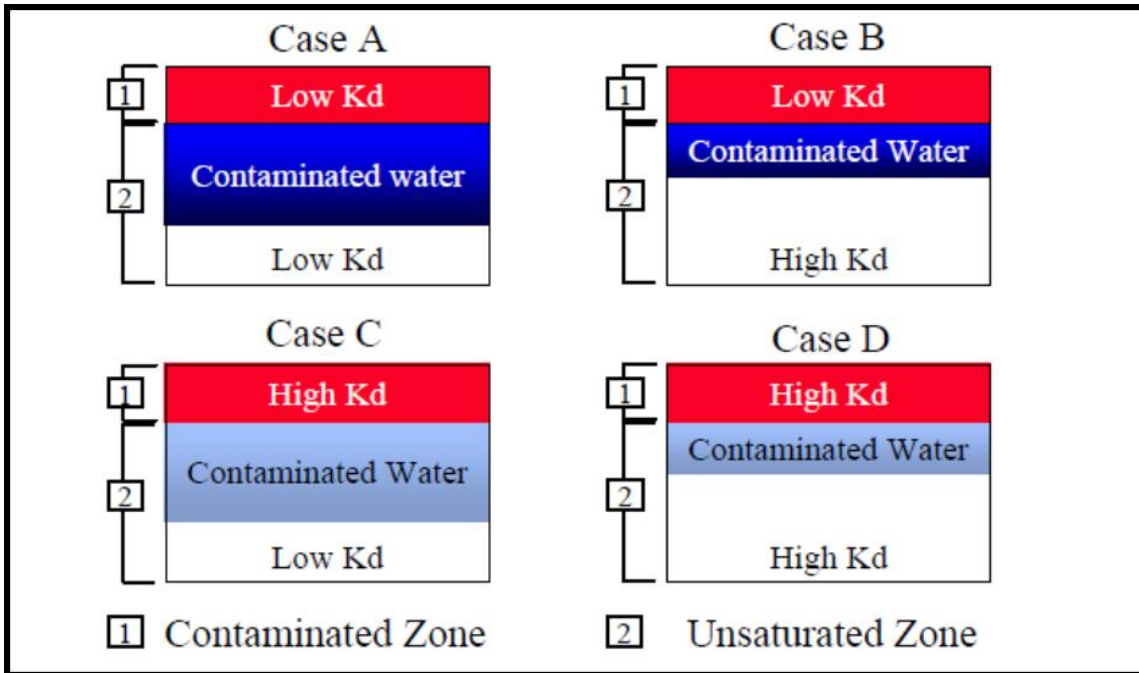 Case A
1
Low Kd
2
Contaminated water
Low Kd
Case B
1
Low Kd
2
Contaminated Water
High Kd
Case C
1
High Kd
2
Contaminated Water
Low Kd
Case D
1
High Kd
2
Contaminated Water
High Kd
1 Contaminated Zone
2 Unsaturated Zone